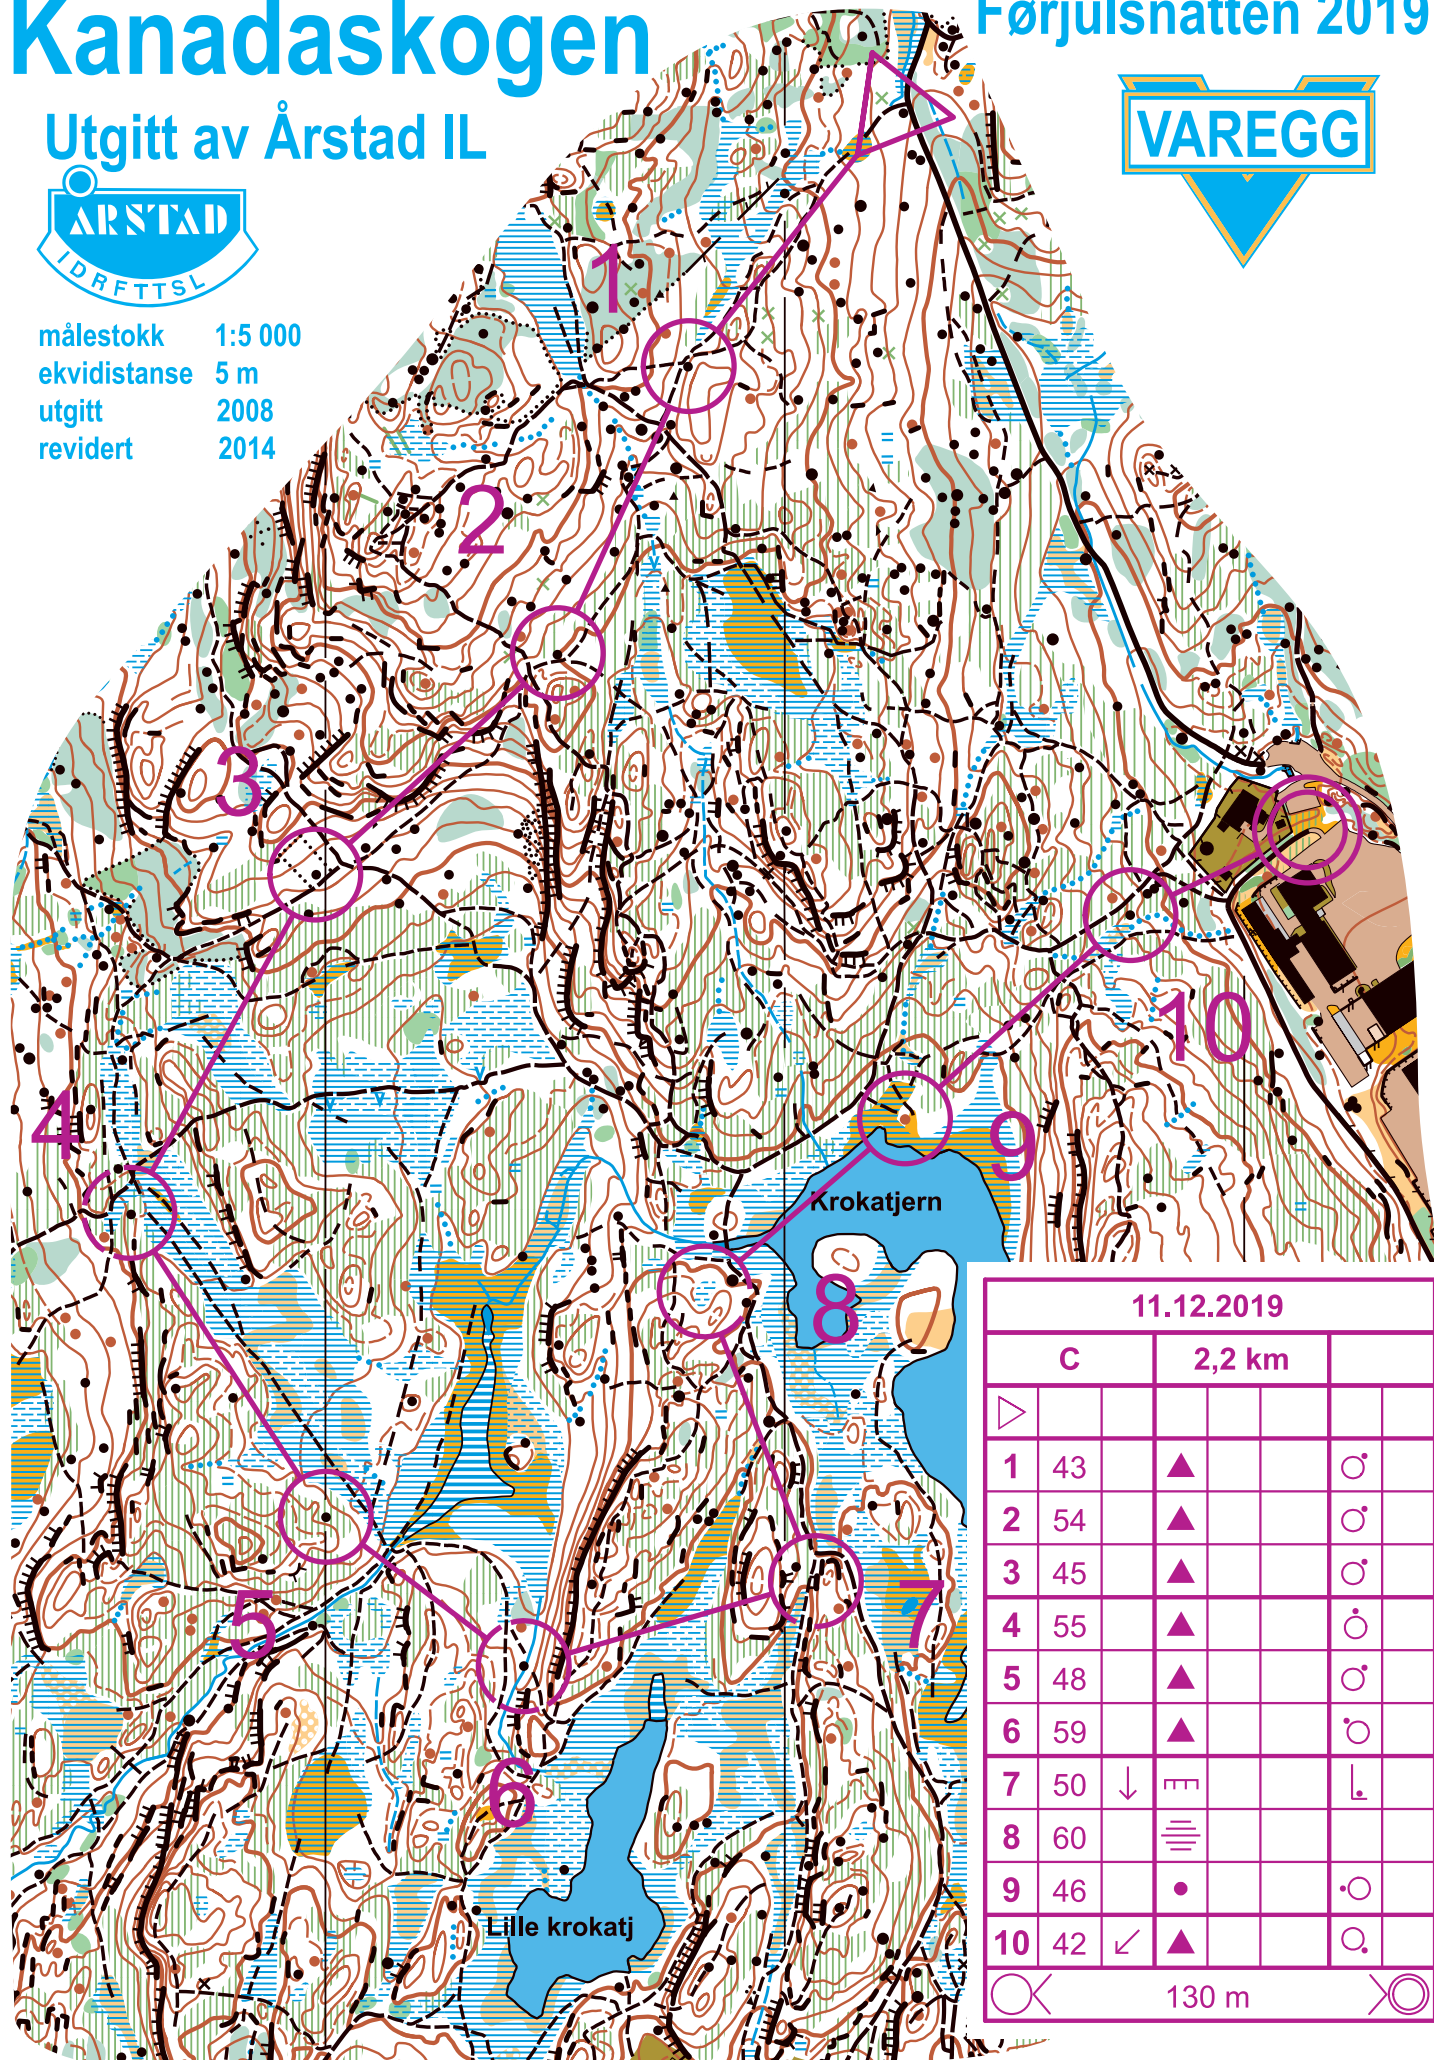 Kanadaskogen
Førjulsnatten 2019
Utgitt av Årstad IL
VAREGG
ARSTAD
IDRFTTSL
målestokk 1:5 000
ekvidistanse 5 m
utgitt 2008
revidert 2014
1
2
3
4
5
6
7
8
9
10
Krokatjern
Lille krokatj
11.12.2019
C 2,2 km
1 43
2 54
3 45
4 55
5 48
6 59
7 50
8 60
9 46
10 42
130 m